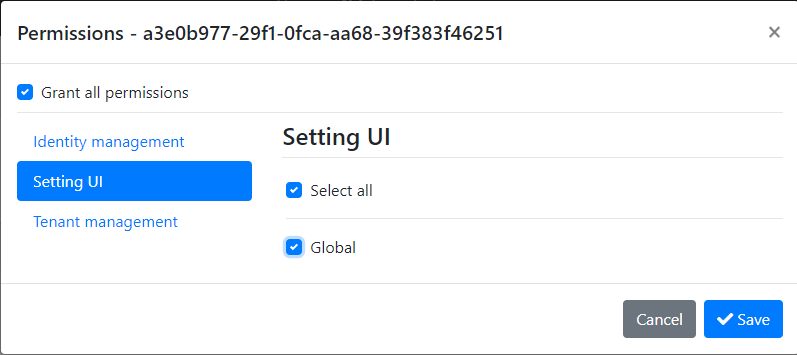 Permissions - a3e0b977-29f1-0fca-aa68-39f383f46251 ×
Grant all permissions
Identity management
Setting UI
Tenant management
Setting UI
Select all
Global
Cancel
Save